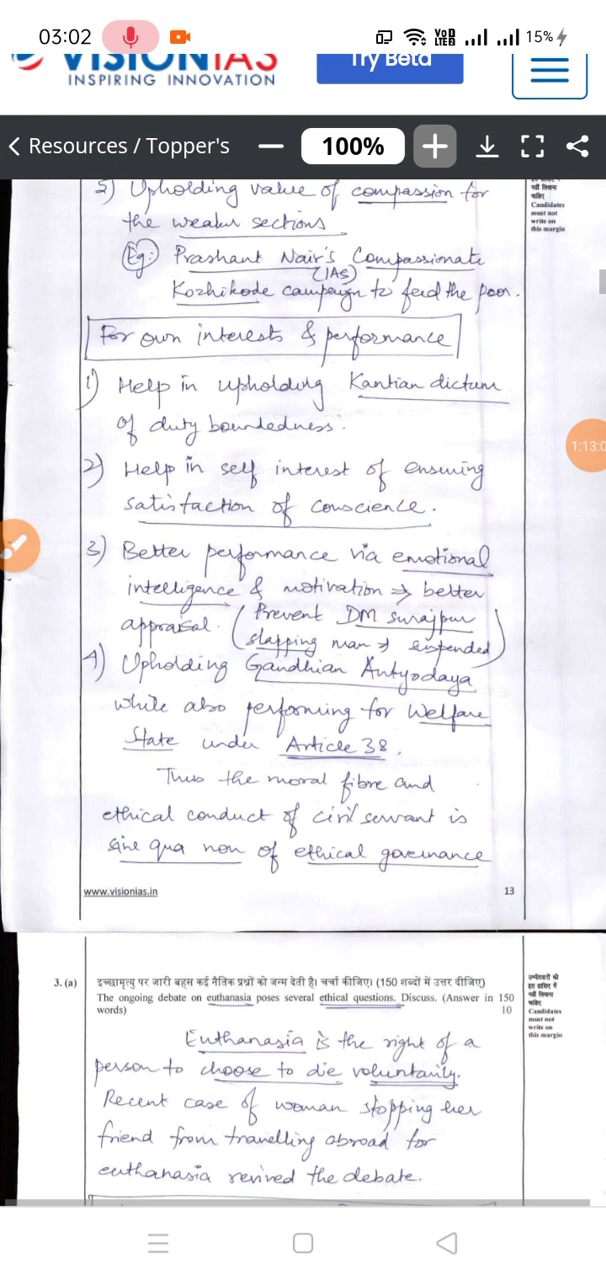 03:02
Vo)) LTE2
15%
VISIONIAS
INSPIRING INNOVATION
Try Beta
Resources / Topper's
100%
नहीं लिखना
चाहिए
Candidates
must not
write on
this margin
5) Upholding value of compassion for
the weaker sections
Eg:) Prashant Nair's Compassionate
(IAS)
Kozhikode campaign to feed the poor.
For own interests & performance
1) Help in upholding Kantian dictum
of duty boundedness.
1:13:0
2) Help in self interest of ensuring
satisfaction of conscience.
3) Better performance via emotional
intelligence & motivation => better
appraisal. (Prevent DM Surajpur
slapping man → suspended)
4) Upholding Gandhian Antyodaya
while also performing for Welfare
State under Article 38.
Thus the moral fibre and
ethical conduct of civil servant is
sine qua non of ethical governance
www.visionias.in
13
3. (a) इच्छामृत्यु पर जारी बहस कई नैतिक प्रश्नों को जन्म देती है। चर्चा कीजिए। (150 शब्दों में उत्तर दीजिए)
The ongoing debate on euthanasia poses several ethical questions. Discuss. (Answer in 150
words) 10
उम्मीदवारों को
इस हाशिए में
नहीं लिखना
चाहिए
Candidates
must not
write on
this margin
Euthanasia is the right of a
person to choose to die voluntarily.
Recent case of woman stopping her
friend from travelling abroad for
euthanasia revived the debate.